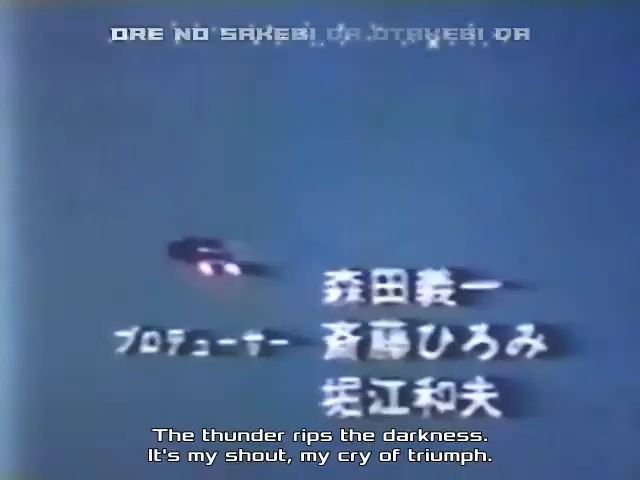 ORE NO SAKEBI DA OTAKEBI DA
森田義一
プロデューサー 斎藤ひろみ
堀江和夫
The thunder rips the darkness.
It's my shout, my cry of triumph.